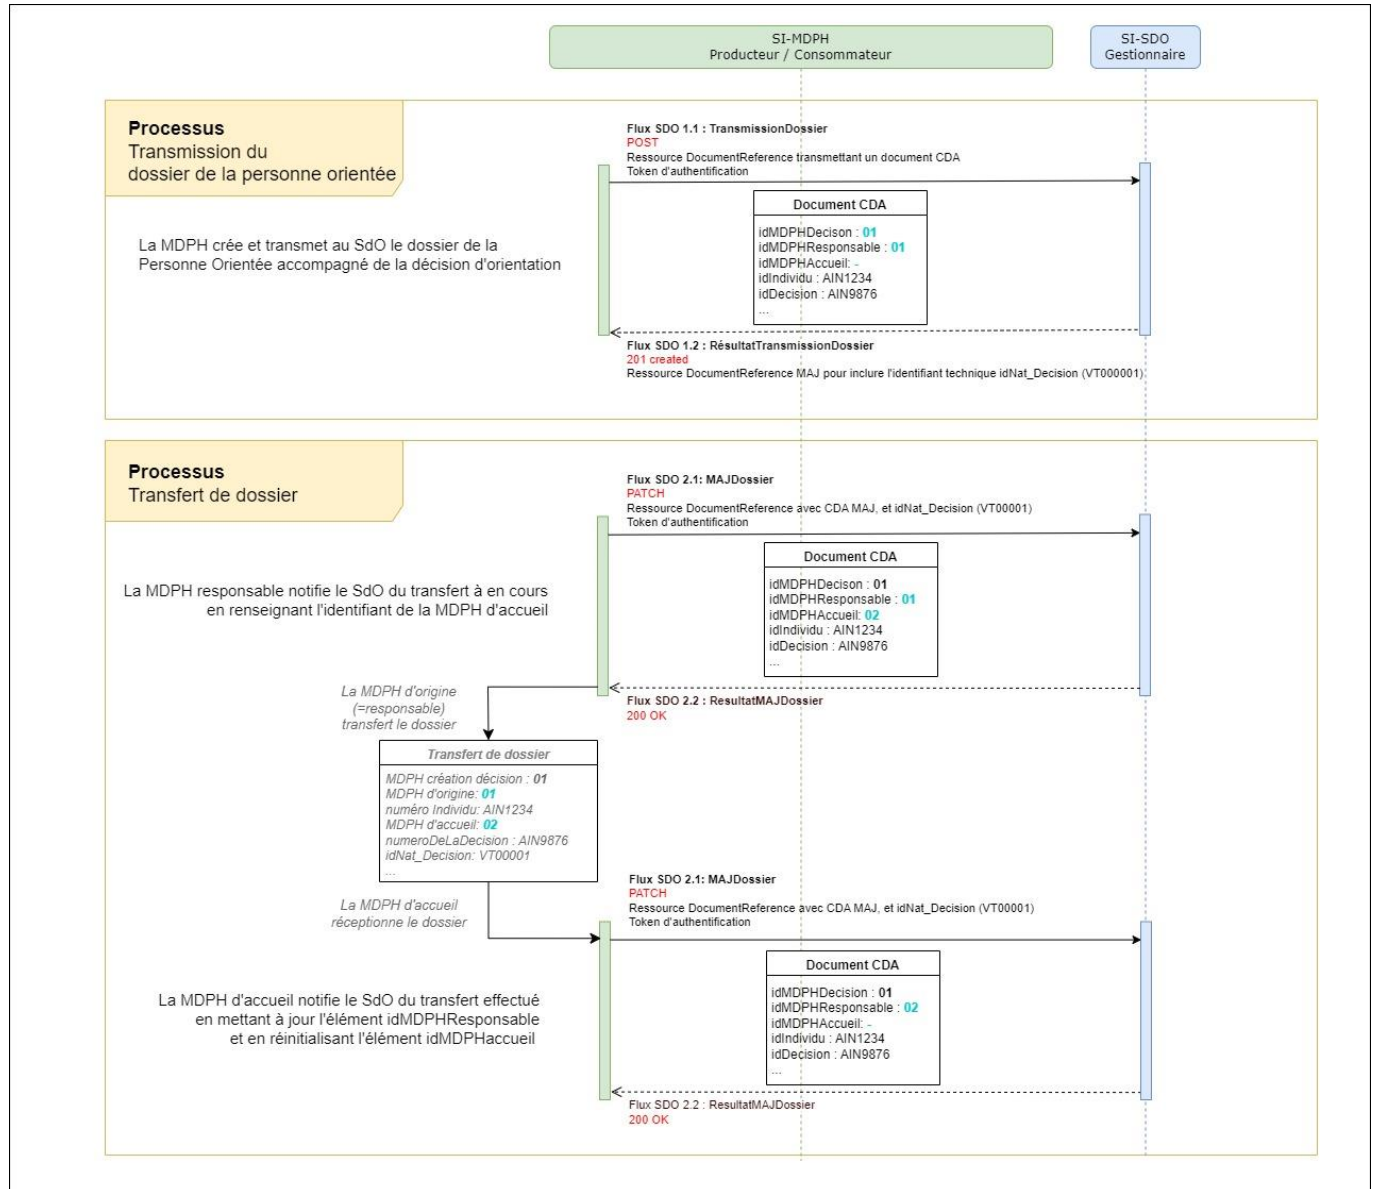 SI-MDPH
Producteur / Consommateur
SI-SDO
Gestionnaire
Processus
Transmission du
dossier de la personne orientée
Flux SDO 1.1 : TransmissionDossier
POST
Ressource DocumentReference transmettant un document CDA
Token d'authentification
Document CDA
idMDPHDecison : 01
idMDPHResponsable : 01
idMDPHAccueil: -
idIndividu : AIN1234
idDecision : AIN9876
...
La MDPH crée et transmet au SdO le dossier de la
Personne Orientée accompagné de la décision d'orientation
Flux SDO 1.2 : RésultatTransmissionDossier
201 created
Ressource DocumentReference MAJ pour inclure l'identifiant technique idNat_Decision (VT000001)
Processus
Transfert de dossier
Flux SDO 2.1: MAJDossier
PATCH
Ressource DocumentReference avec CDA MAJ, et idNat_Decision (VT00001)
Token d'authentification
Document CDA
idMDPHDecison : 01
idMDPHResponsable : 01
idMDPHAccueil: 02
idIndividu : AIN1234
idDecision : AIN9876
...
La MDPH responsable notifie le SdO du transfert à en cours
en renseignant l'identifiant de la MDPH d'accueil
Flux SDO 2.2 : ResultatMAJDossier
200 OK
La MDPH d'origine
(=responsable)
transfert le dossier
Transfert de dossier
MDPH création décision : 01
MDPH d'origine: 01
numéro Individu: AIN1234
MDPH d'accueil: 02
numeroDeLaDecision : AIN9876
idNat_Decision: VT00001
...
La MDPH d'accueil
réceptionne le dossier
Flux SDO 2.1: MAJDossier
PATCH
Ressource DocumentReference avec CDA MAJ, et idNat_Decision (VT00001)
Token d'authentification
Document CDA
idMDPHDecision : 01
idMDPHResponsable : 02
idMDPHAccueil: -
idIndividu : AIN1234
idDecision : AIN9876
...
La MDPH d'accueil notifie le SdO du transfert effectué
en mettant à jour l'élément idMDPHResponsable
et en réinitialisant l'élément idMDPHaccueil
Flux SDO 2.2 : ResultatMAJDossier
200 OK